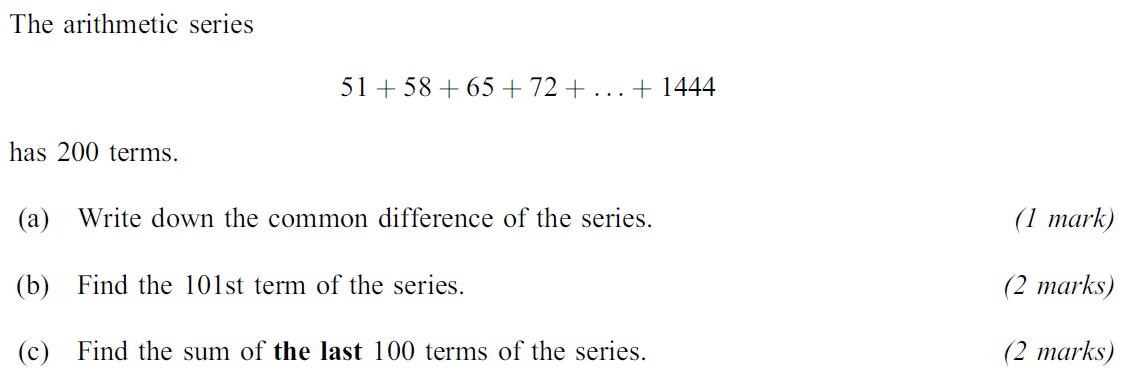 The arithmetic series
51 + 58 + 65 + 72 + ... + 1444
has 200 terms.
(a) Write down the common difference of the series. (1 mark)
(b) Find the 101st term of the series. (2 marks)
(c) Find the sum of the last 100 terms of the series. (2 marks)